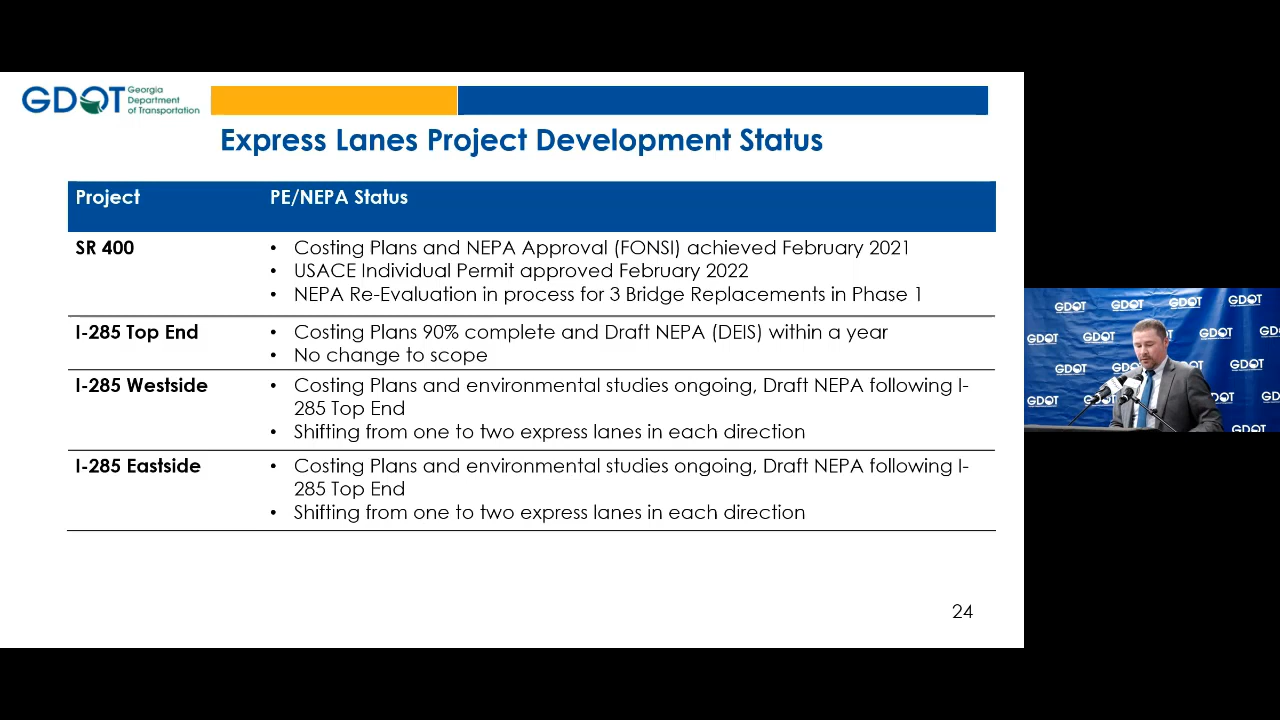 GDOT
Georgia
Department
of Transportation
Express Lanes Project Development Status
Project
PE/NEPA Status
SR 400
• Costing Plans and NEPA Approval (FONSI) achieved February 2021
• USACE Individual Permit approved February 2022
• NEPA Re-Evaluation in process for 3 Bridge Replacements in Phase 1
I-285 Top End
• Costing Plans 90% complete and Draft NEPA (DEIS) within a year
• No change to scope
I-285 Westside
• Costing Plans and environmental studies ongoing, Draft NEPA following I-
285 Top End
• Shifting from one to two express lanes in each direction
I-285 Eastside
• Costing Plans and environmental studies ongoing, Draft NEPA following I-
285 Top End
• Shifting from one to two express lanes in each direction
24
GDOT GDOT GDOT GDOT
GDOT GDOT
GDOT GDOT
GDOT
GDOT